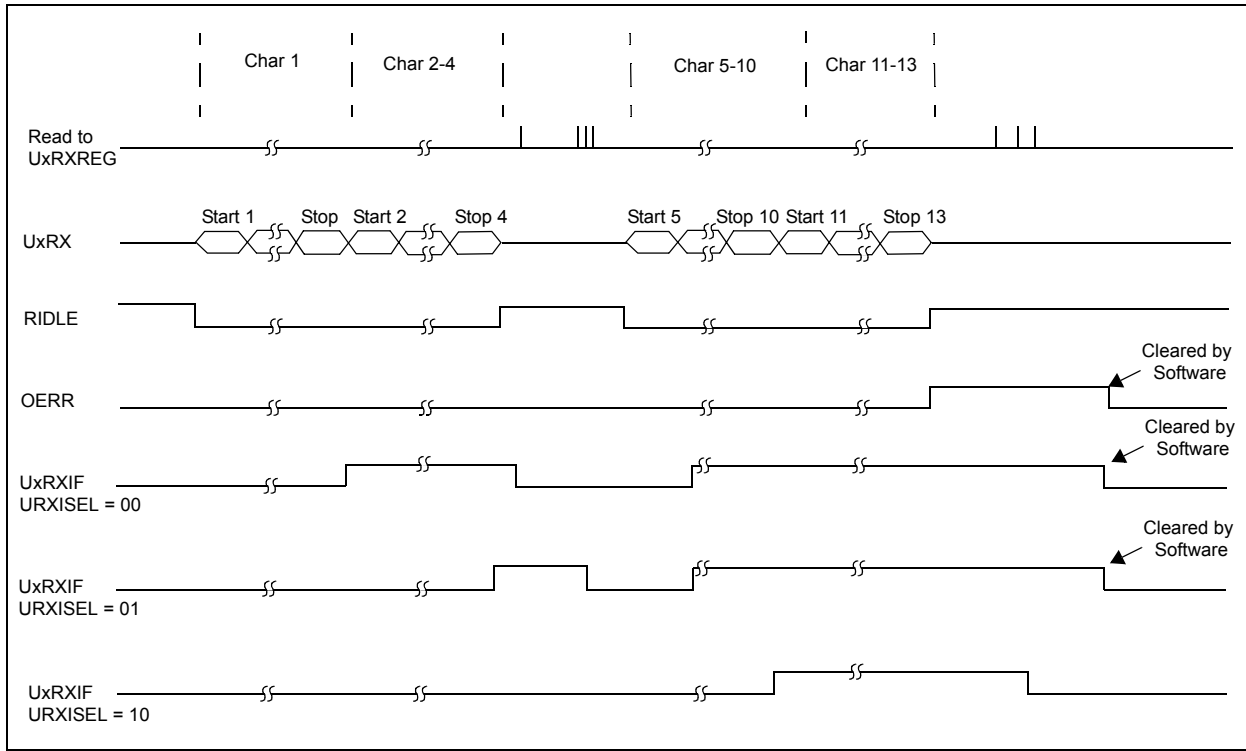 Char 1
Char 2-4
Char 5-10
Char 11-13
Read to
UxRXREG
Start 1
Stop
Start 2
Stop 4
Start 5
Stop 10
Start 11
Stop 13
UxRX
RIDLE
Cleared by
Software
OERR
Cleared by
Software
UxRXIF
URXISEL = 00
Cleared by
Software
UxRXIF
URXISEL = 01
UxRXIF
URXISEL = 10